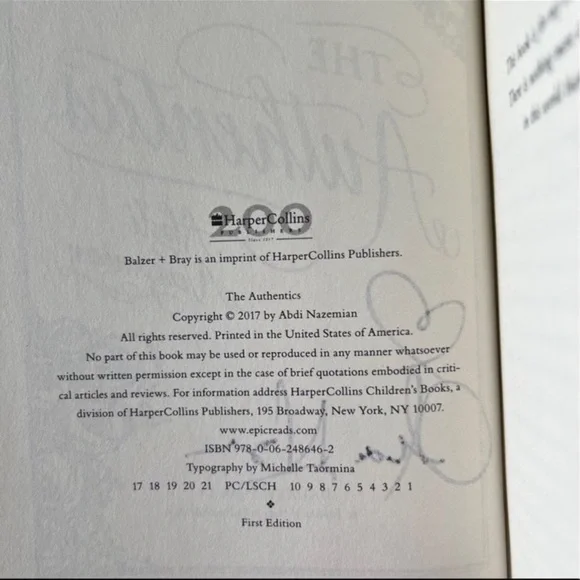 200
HarperCollins
PUBLISHERS
Since 1817
Balzer + Bray is an imprint of HarperCollins Publishers.
The Authentics
Copyright © 2017 by Abdi Nazemian
All rights reserved. Printed in the United States of America.
No part of this book may be used or reproduced in any manner whatsoever
without written permission except in the case of brief quotations embodied in criti-
cal articles and reviews. For information address HarperCollins Children's Books, a
division of HarperCollins Publishers, 195 Broadway, New York, NY 10007.
www.epicreads.com
ISBN 978-0-06-248646-2
Typography by Michelle Taormina
17 18 19 20 21 PC/LSCH 10 9 8 7 6 5 4 3 2 1
❖
First Edition